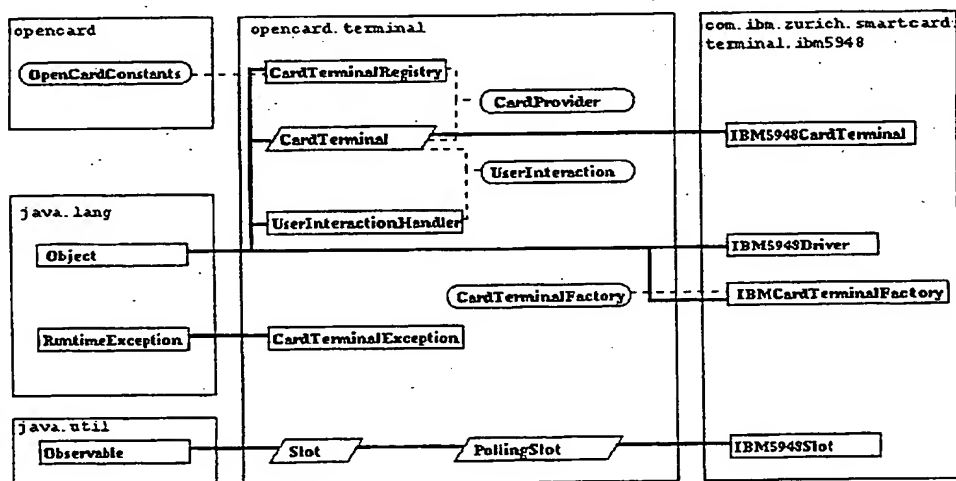 opencard
OpenCardConstants
java.lang
Object
RuntimeException
java.util
Observable
opencard.terminal
CardTerminalRegistry
CardProvider
CardTerminal
UserInteraction
UserInteractionHandler
CardTerminalFactory
CardTerminalException
Slot
PollingSlot
com.ibm.zurich.smartcard
terminal.ibm5948
IBM5948CardTerminal
IBM5948Driver
IBMCardTerminalFactory
IBM5948Slot